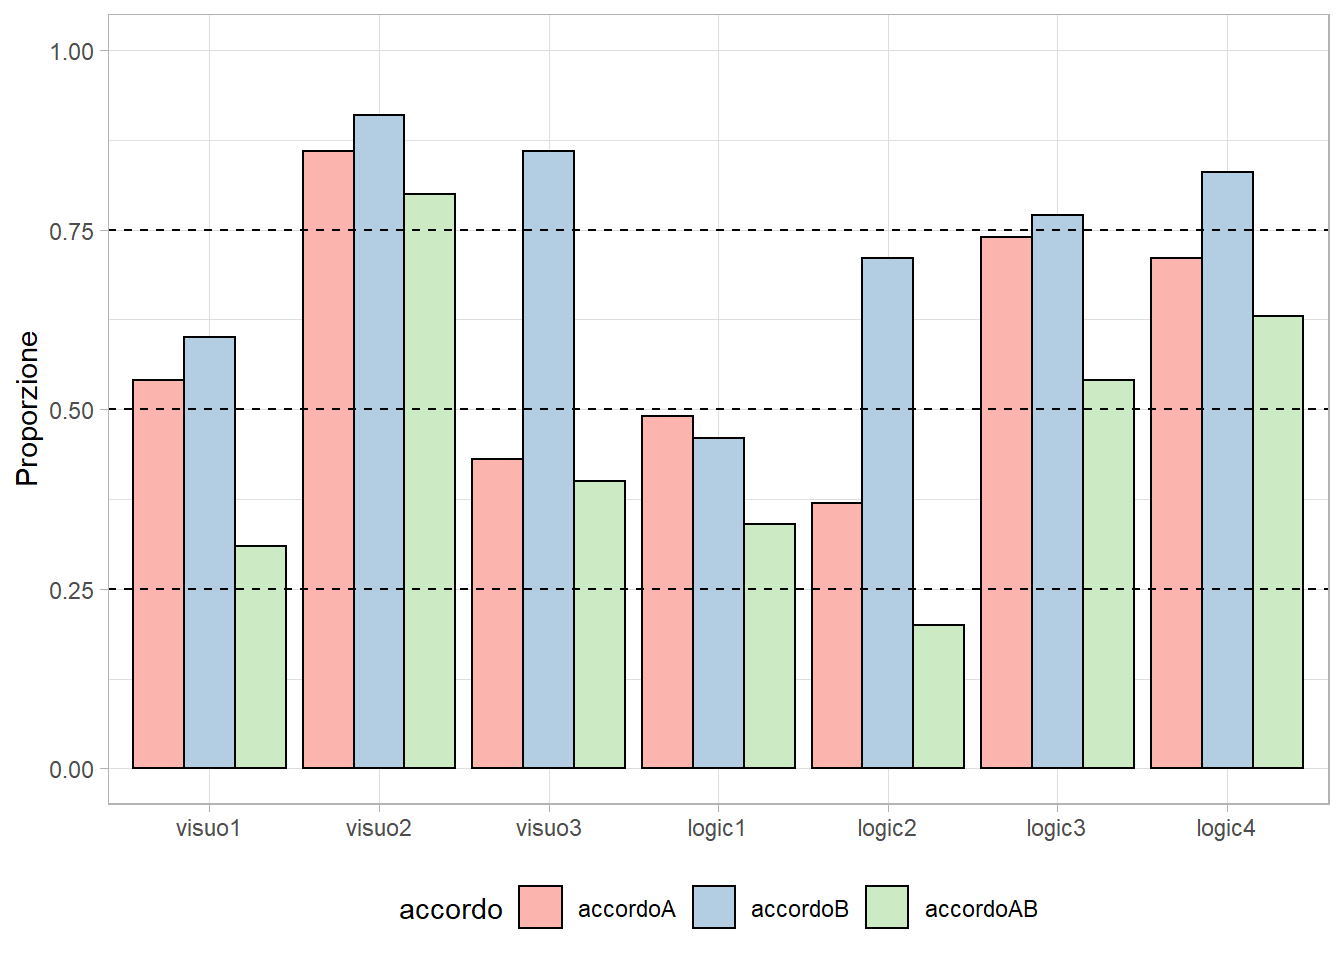 Proporzione
1.00
0.75
0.50
0.25
0.00
visuo1 visuo2 visuo3 logic1 logic2 logic3 logic4
accordo accordoA accordoB accordoAB